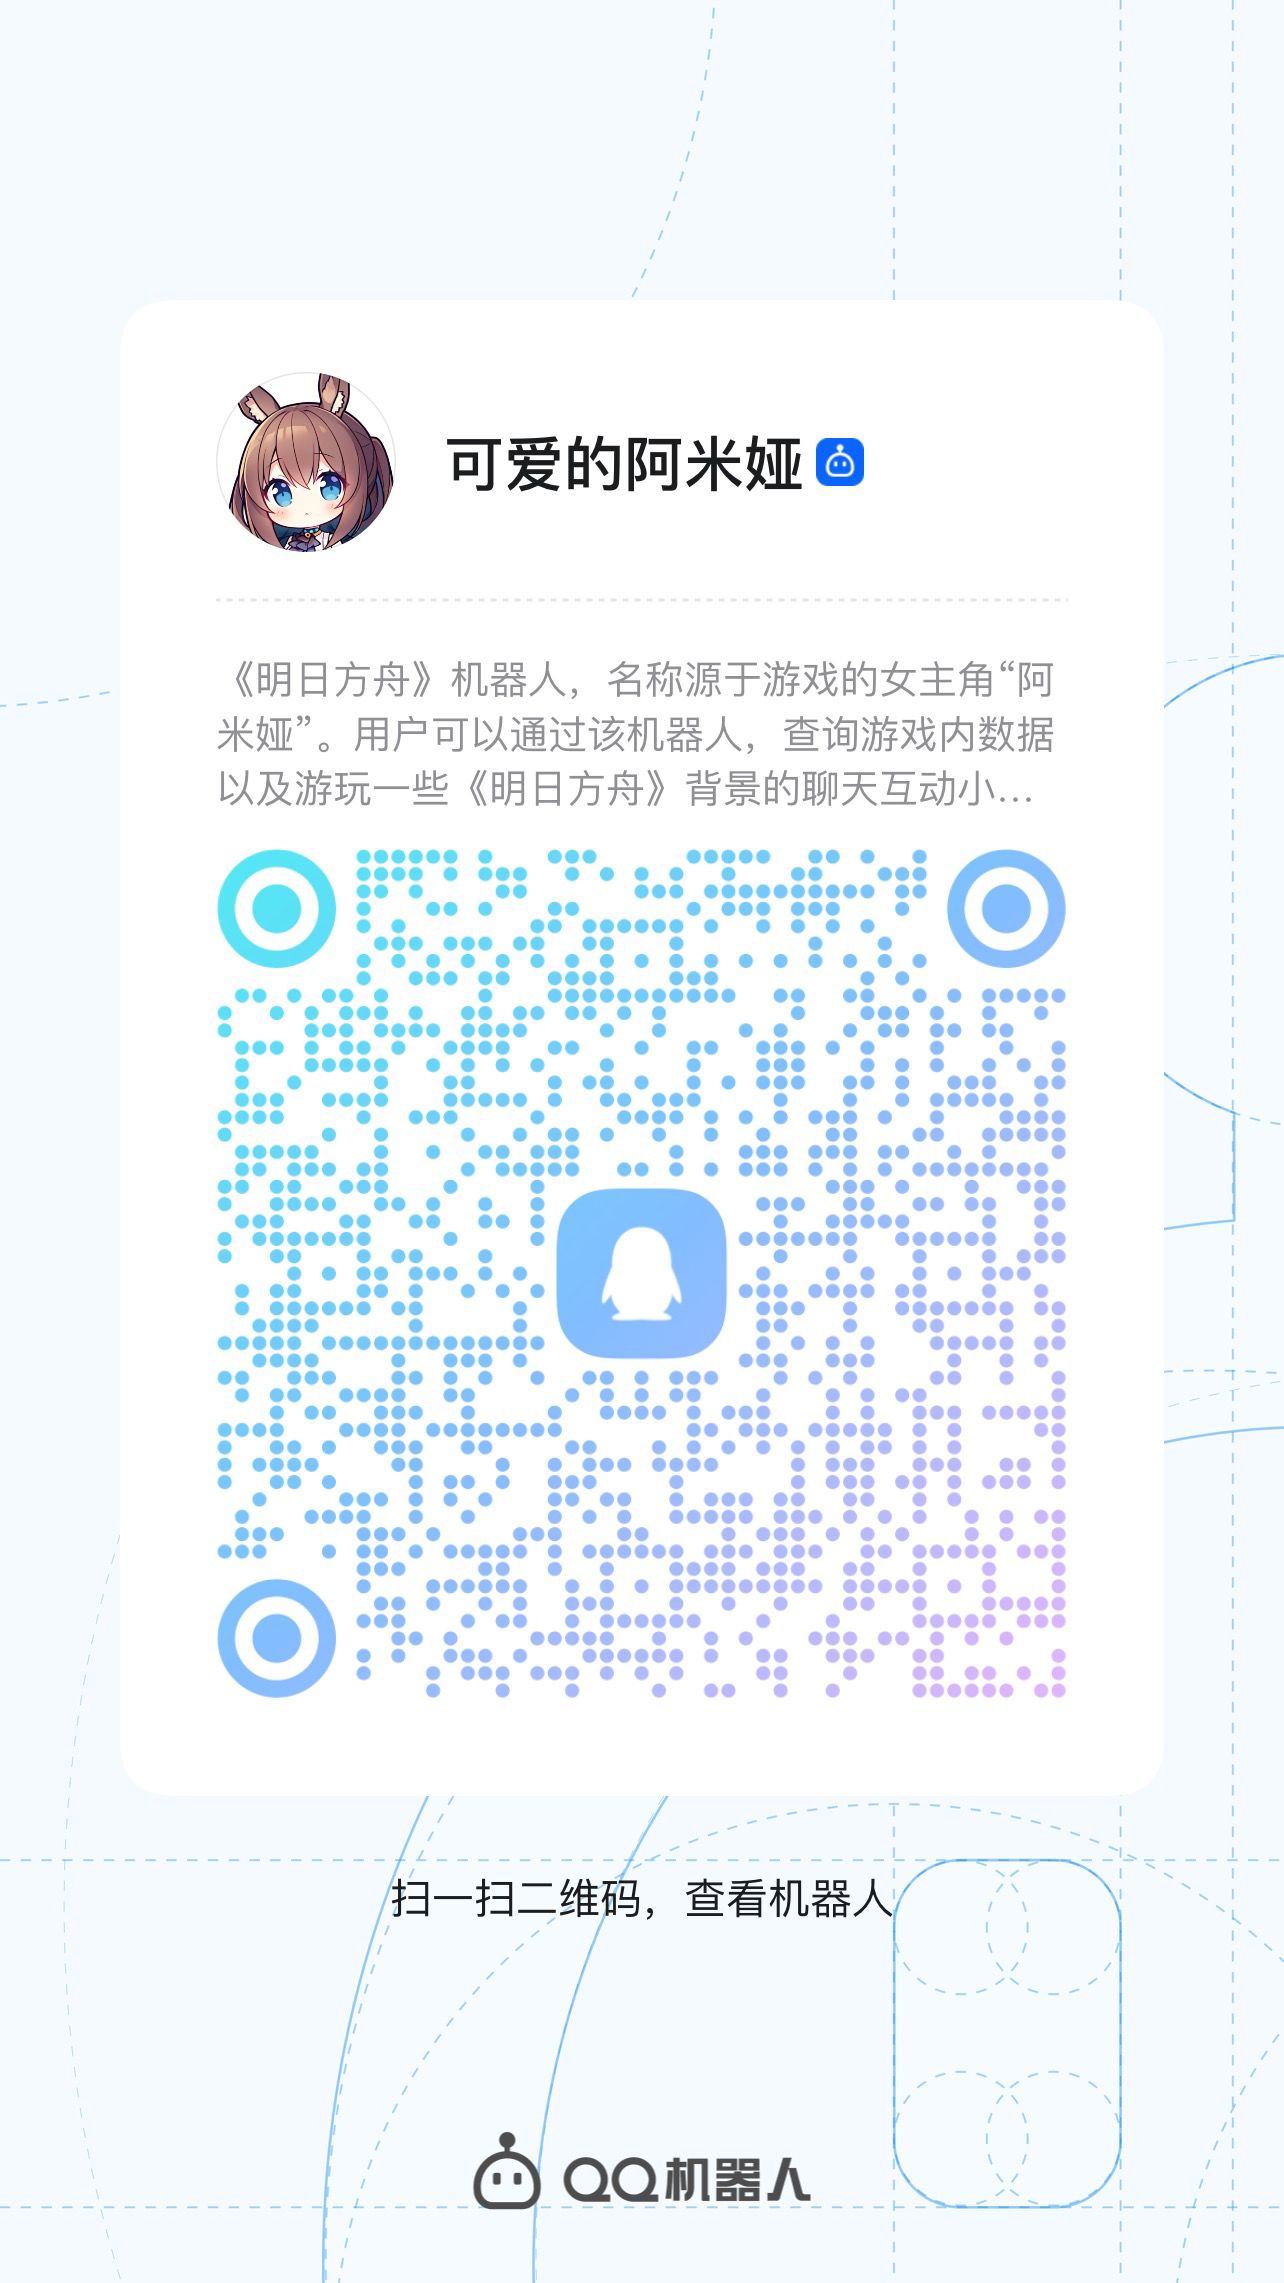 可爱的阿米娅
《明日方舟》机器人，名称源于游戏的女主角“阿
米娅”。用户可以通过该机器人，查询游戏内数据
以及游玩一些《明日方舟》背景的聊天互动小...
扫一扫二维码，查看机器人
QQ机器人